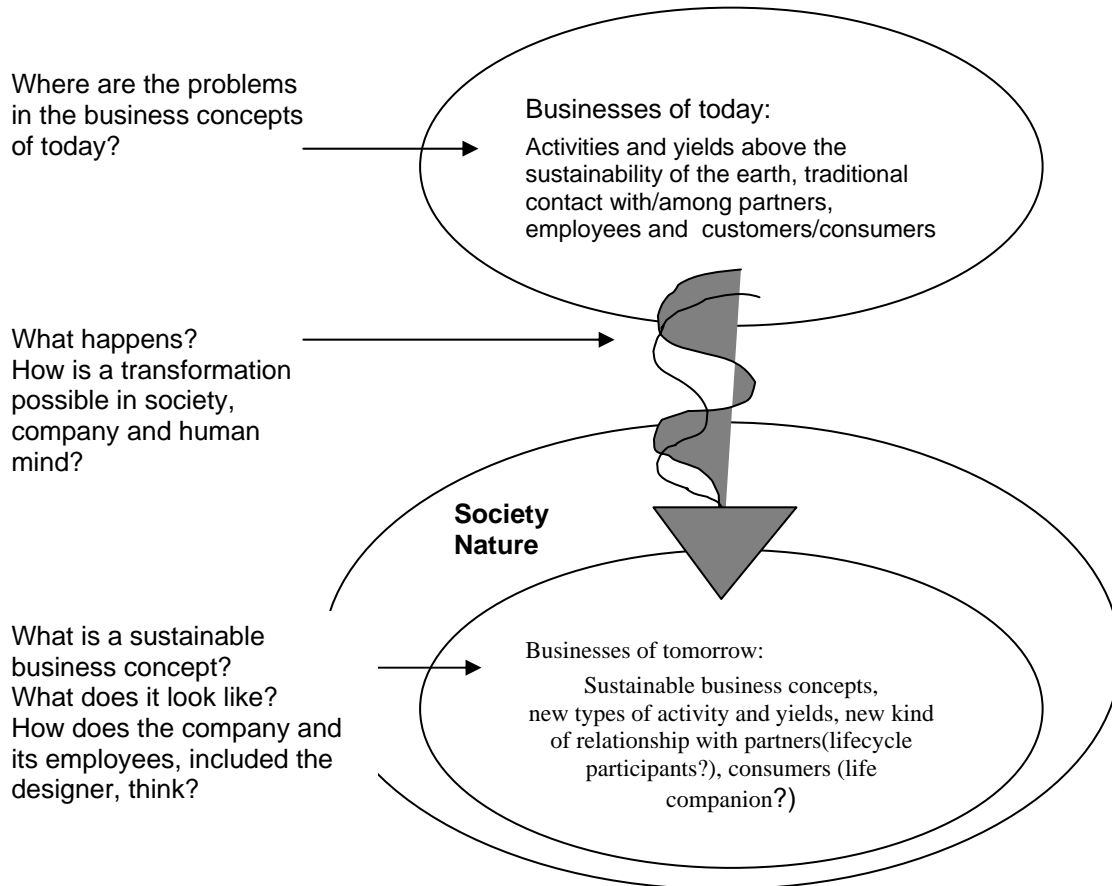 Where are the problems
in the business concepts
of today?
Businesses of today:
Activities and yields above the
sustainability of the earth, traditional
contact with/among partners,
employees and  customers/consumers
What happens?
How is a transformation
possible in society,
company and human
mind?
Society
Nature
What is a sustainable
business concept?
What does it look like?
How does the company and
its employees, included the
designer, think?
Businesses of tomorrow:
Sustainable business concepts,
new types of activity and yields, new kind
of relationship with partners(lifecycle
participants?), consumers (life
companion?)